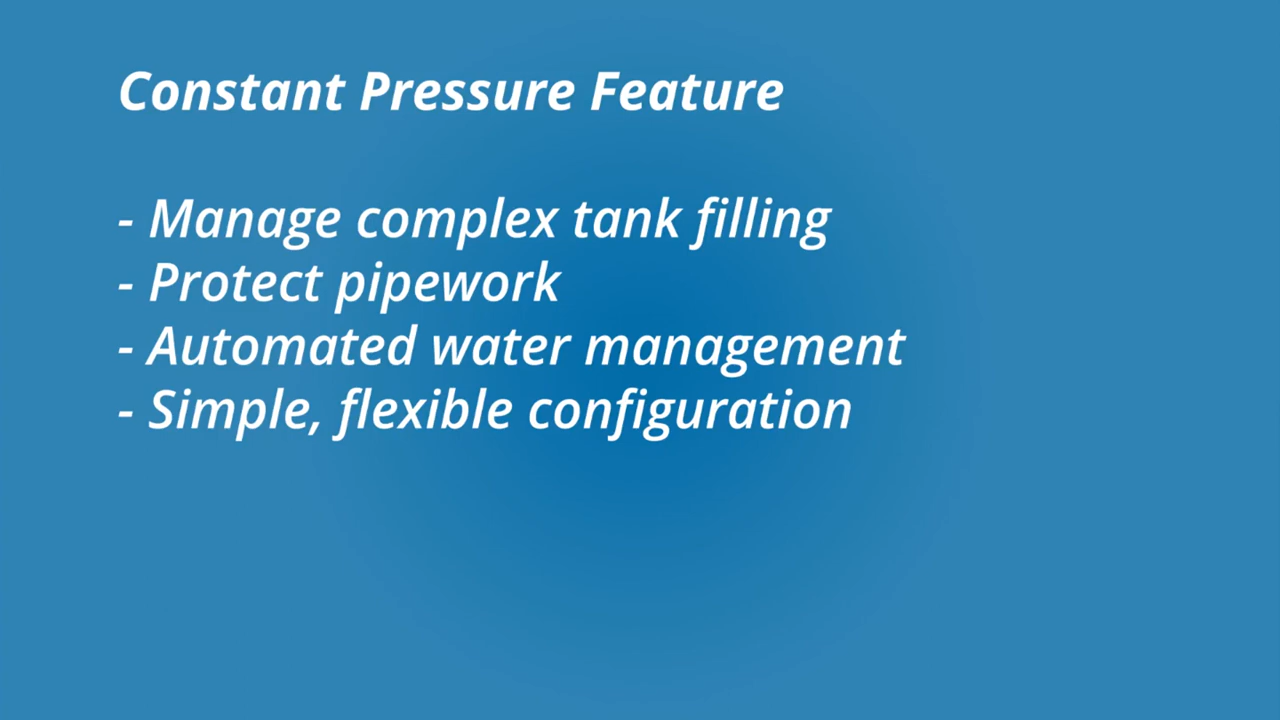 Constant Pressure Feature
- Manage complex tank filling
- Protect pipework
- Automated water management
- Simple, flexible configuration